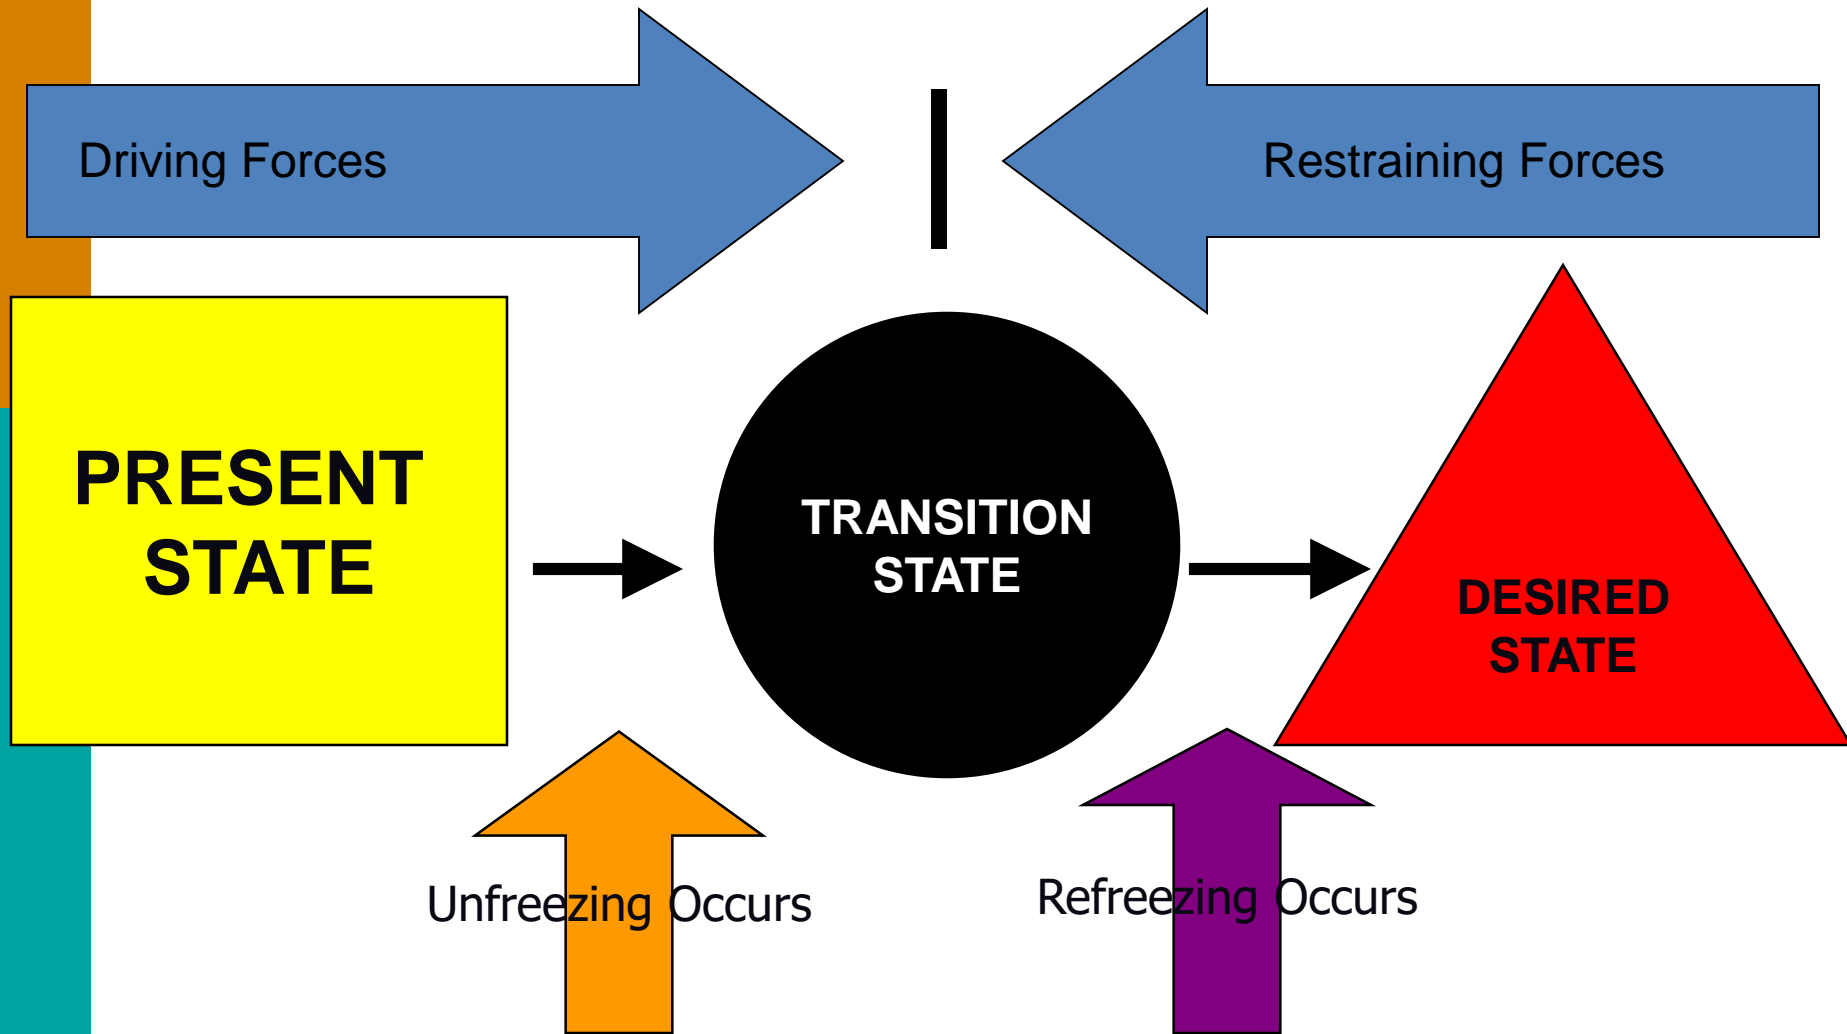 Driving Forces
Restraining Forces
PRESENT
STATE
TRANSITION
STATE
DESIRED
STATE
Unfreezing Occurs
Refreezing Occurs